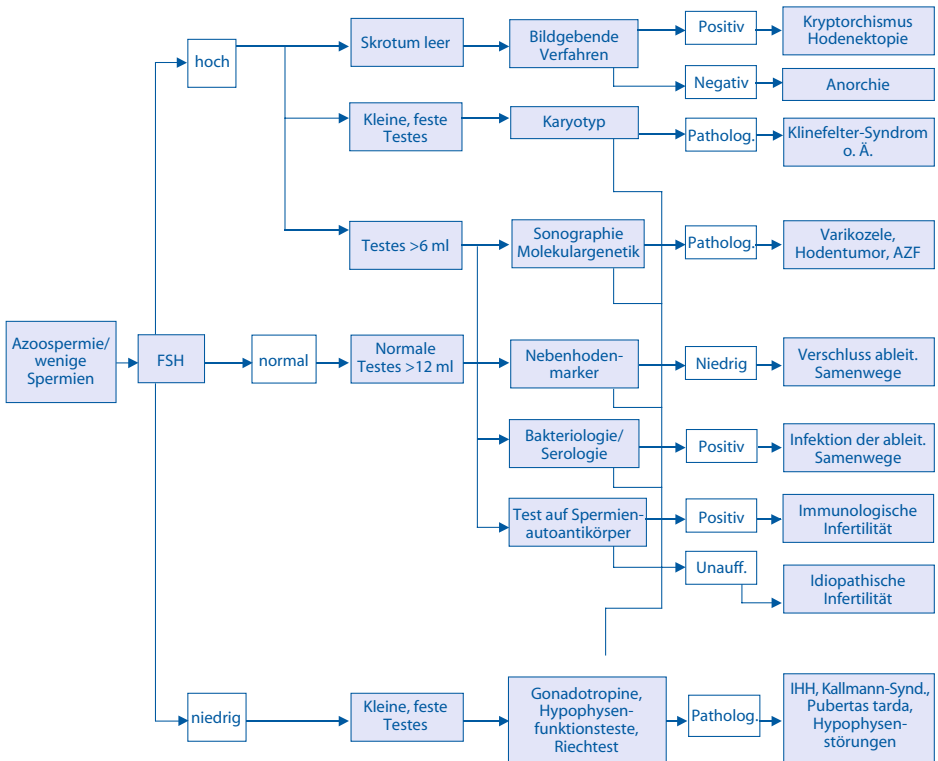 hoch
Skrotum leer
Bildgebende
Verfahren
Positiv
Kryptorchismus
Hodenektopie
Negativ
Anorchie
Kleine, feste
Testes
Karyotyp
Patholog.
Klinefelter-Syndrom
o. Ä.
Testes >6 ml
Sonographie
Molekulargenetik
Patholog.
Varikozele,
Hodentumor, AZF
Azoospermie/
wenige
Spermien
FSH
normal
Normale
Testes >12 ml
Nebenhoden-
marker
Niedrig
Verschluss ableit.
Samenwege
Bakteriologie/
Serologie
Positiv
Infektion der ableit.
Samenwege
Test auf Spermien-
autoantikörper
Positiv
Immunologische
Infertilität
Unauff.
Idiopathische
Infertilität
niedrig
Kleine, feste
Testes
Gonadotropine,
Hypophysen-
funktionsteste,
Riechtest
Patholog.
IHH, Kallmann-Synd.,
Pubertas tarda,
Hypophysen-
störungen